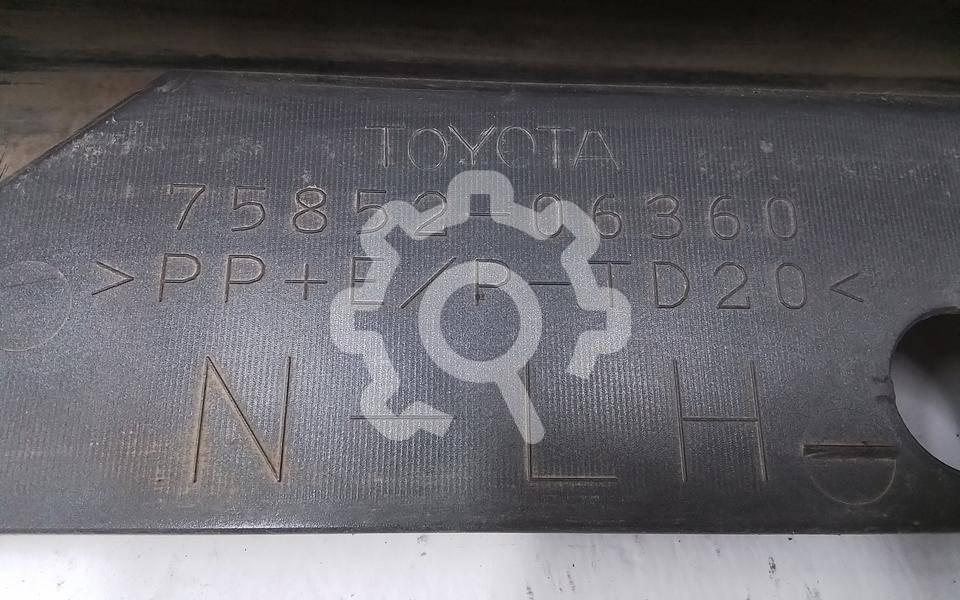 TOYOTA
75852-06360
>PP+E/P-TD20<
N - LH